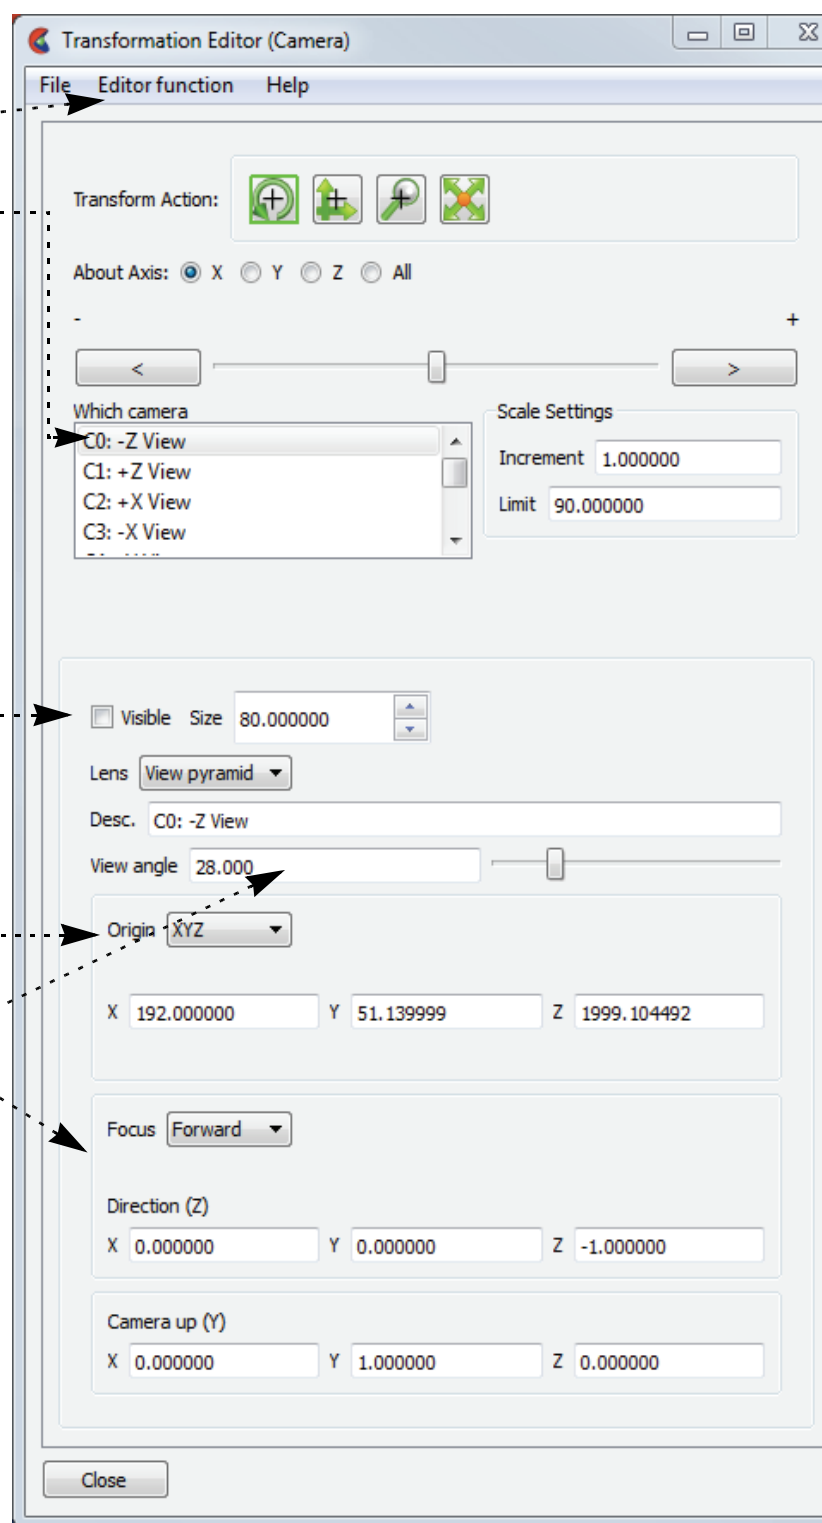 Transformation Editor (Camera)
File Editor function Help
Transform Action:
About Axis: X Y Z All
- +
< >
Which camera Scale Settings
C0: -Z View
Increment 1.000000
C1: +Z View
C2: +X View
Limit 90.000000
C3: -X View
Visible Size 80.000000
Lens View pyramid
Desc. C0: -Z View
View angle 28.000
Origin XYZ
X 192.000000 Y 51.139999 Z 1999.104492
Focus Forward
Direction (Z)
X 0.000000 Y 0.000000 Z -1.000000
Camera up (Y)
X 0.000000 Y 1.000000 Z 0.000000
Close